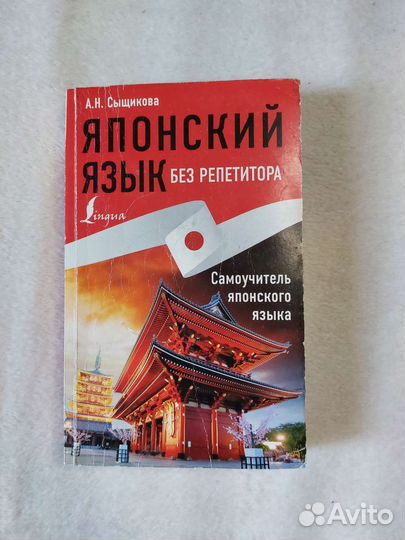 А.Н. Сыщикова
ЯПОНСКИЙ
ЯЗЫК БЕЗ РЕПЕТИТОРА
Lingua
Самоучитель
японского
языка
Avito